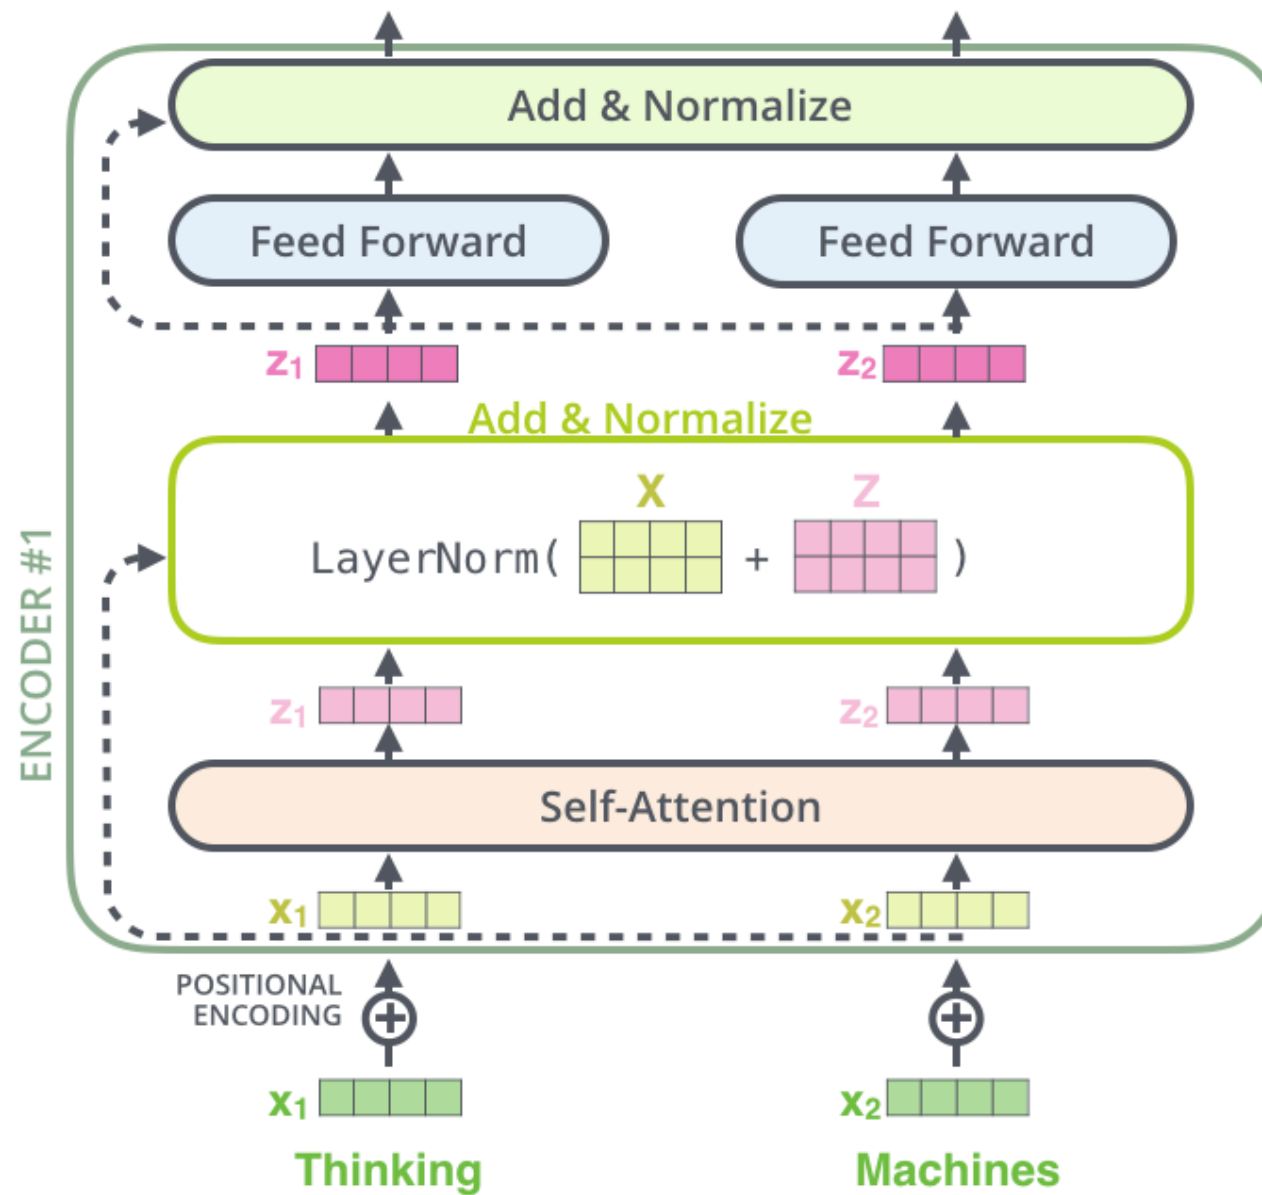 Add & Normalize
Feed Forward Feed Forward
z1 z2
Add & Normalize
X Z
LayerNorm( + )
ENCODER #1
z1 z2
Self-Attention
x1 x2
POSITIONAL
ENCODING
x1 x2
Thinking Machines